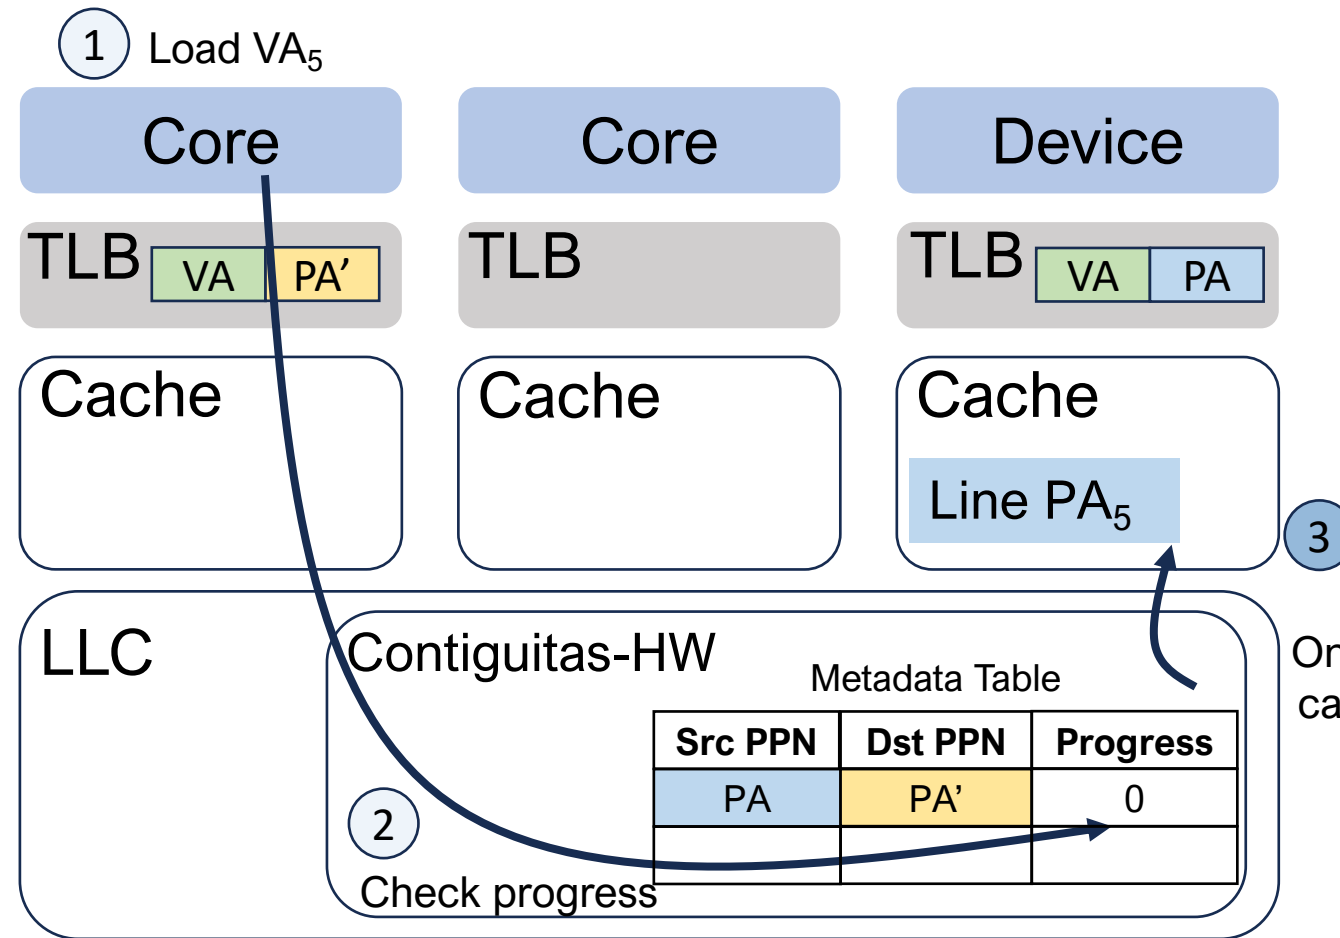 1 Load VA₅
Core Core Device
TLB VA PA' TLB TLB VA PA
Cache Cache Cache
Line PA₅
3
LLC Contiguitas-HW
Metadata Table
Src PPN Dst PPN Progress
PA PA' 0
2
Check progress